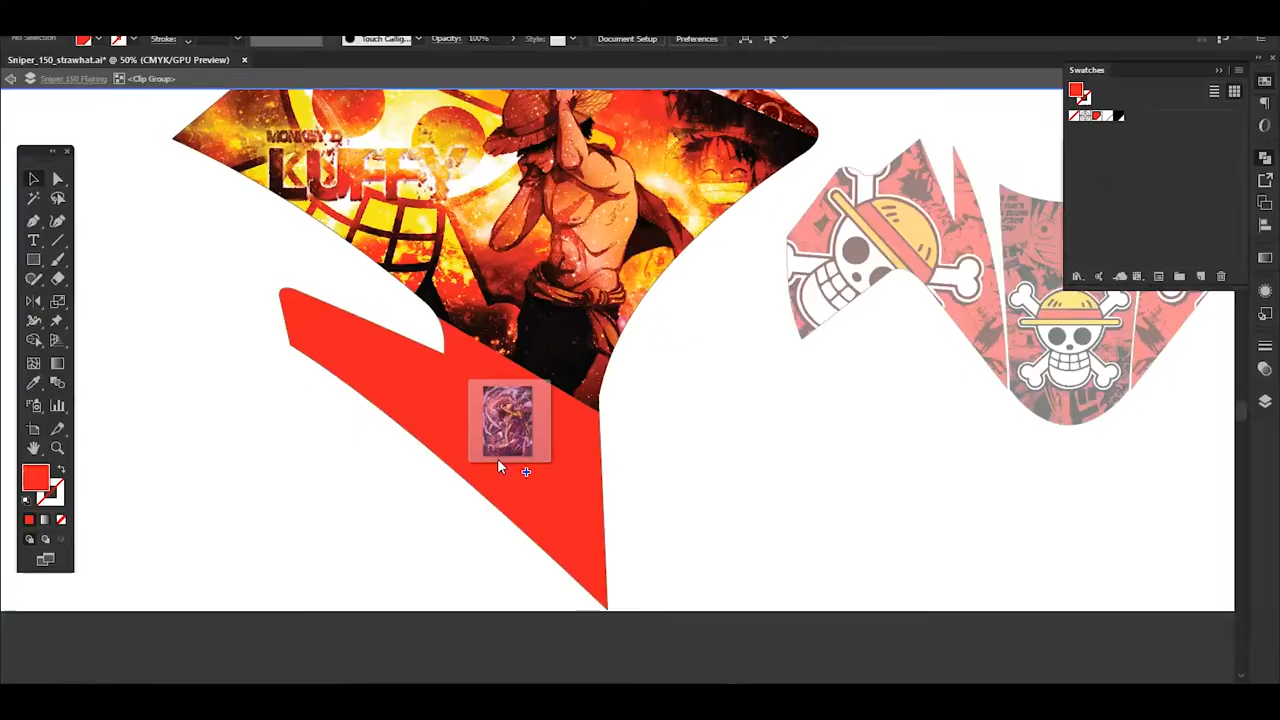 No Selection
Stroke:
Touch Callig...
Opacity:
100%
Style:
Document Setup
Preferences
Sniper_150_strawhat.ai* @ 50% (CMYK/GPU Preview)
Sniper 150 Flairing
<Clip Group>
Swatches
MONKEY D
KUFFY